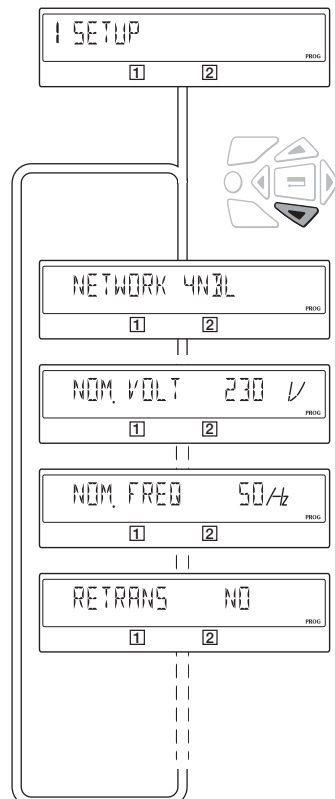 1 SETUP
PROG
1 2
NETWORK 4NBL
PROG
1 2
NOM. VOLT 230 V
PROG
1 2
NOM. FREQ 50Hz
PROG
1 2
RETRANS NO
PROG
1 2